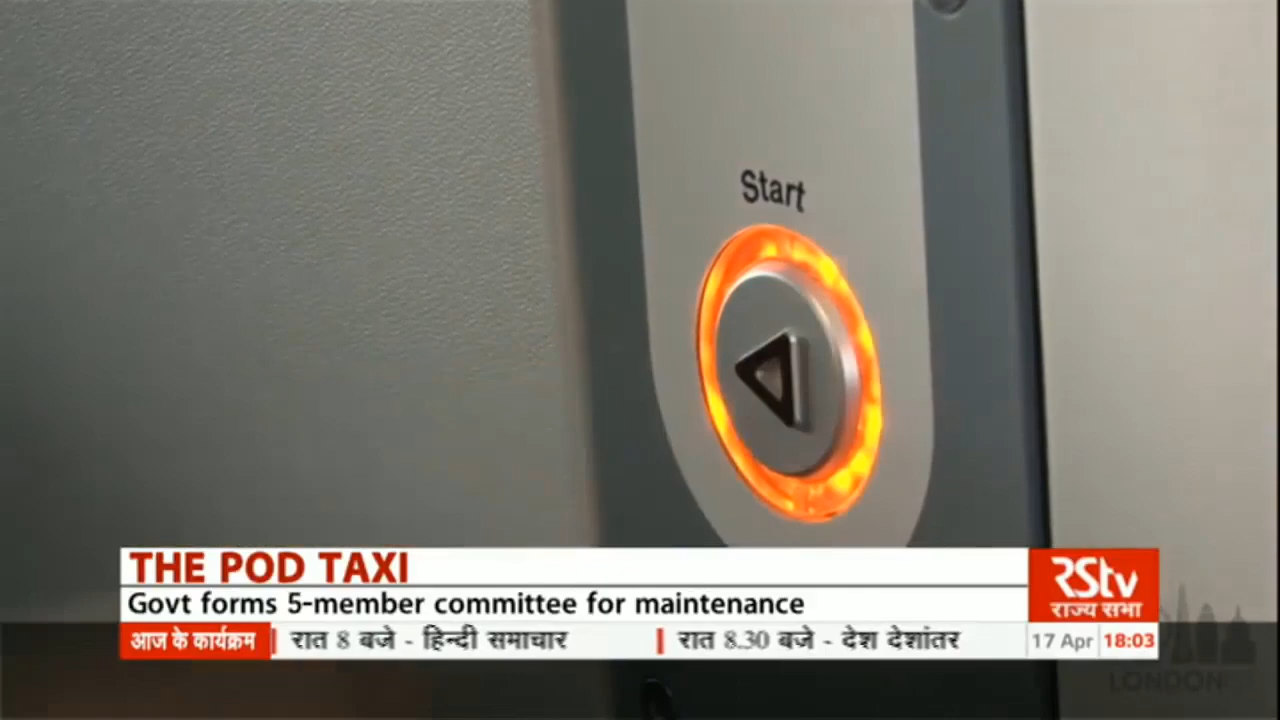 Start
THE POD TAXI
Govt forms 5-member committee for maintenance
RStv
राज्य सभा
आज के कार्यक्रम
रात 8 बजे - हिन्दी समाचार
रात 8.30 बजे - देश देशांतर
17 Apr 18:03
LONDON